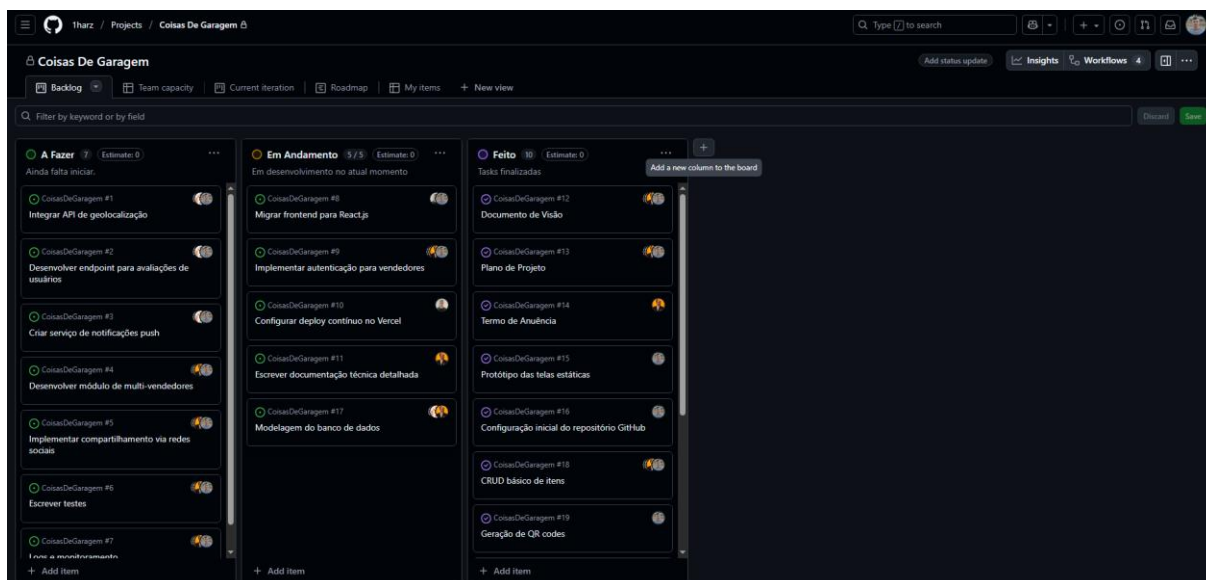 1harz / Projects / Coisas De Garagem
Type / to search
Coisas De Garagem
Add status update
Insights
Workflows 4
Backlog
Team capacity
Current iteration
Roadmap
My items
+ New view
Filter by keyword or by field
Discard
Save
A Fazer 7 Estimate: 0
Ainda falta iniciar.
CoisasDeGaragem #1
Integrar API de geolocalização
CoisasDeGaragem #2
Desenvolver endpoint para avaliações de
usuários
CoisasDeGaragem #3
Criar serviço de notificações push
CoisasDeGaragem #4
Desenvolver módulo de multi-vendedores
CoisasDeGaragem #5
Implementar compartilhamento via redes
sociais
CoisasDeGaragem #6
Escrever testes
CoisasDeGaragem #7
Logs e monitoramento
+ Add item
Em Andamento 5 / 5 Estimate: 0
Em desenvolvimento no atual momento
CoisasDeGaragem #8
Migrar frontend para React.js
CoisasDeGaragem #9
Implementar autenticação para vendedores
CoisasDeGaragem #10
Configurar deploy contínuo no Vercel
CoisasDeGaragem #11
Escrever documentação técnica detalhada
CoisasDeGaragem #17
Modelagem do banco de dados
+ Add item
Feito 10 Estimate: 0
Tasks finalizadas
Add a new column to the board
CoisasDeGaragem #12
Documento de Visão
CoisasDeGaragem #13
Plano de Projeto
CoisasDeGaragem #14
Termo de Anuência
CoisasDeGaragem #15
Protótipo das telas estáticas
CoisasDeGaragem #16
Configuração inicial do repositório GitHub
CoisasDeGaragem #18
CRUD básico de itens
CoisasDeGaragem #19
Geração de QR codes
+ Add item